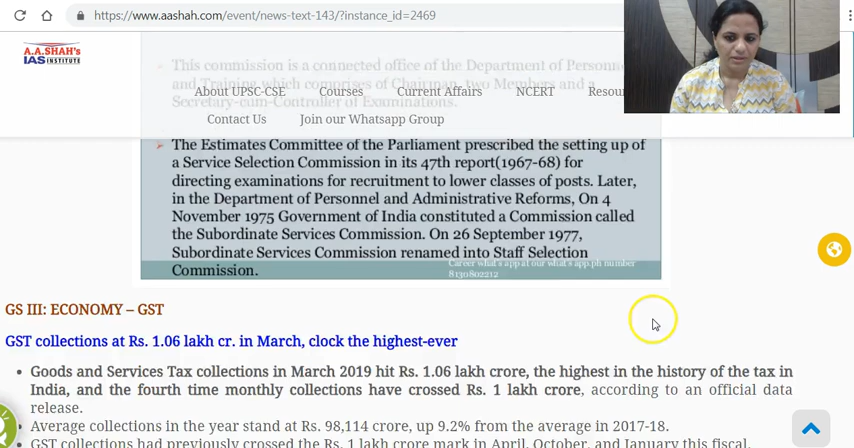 https://www.aashah.com/event/news-text-143/?instance_id=2469
A.A.SHAH'S
IAS INSTITUTE
This commission is a connected office of the Department of Personnel
and Training which comprises of Chairman, two Members and a
Secretary-cum-Controller of Examinations.
About UPSC-CSE Courses Current Affairs NCERT Resou
Contact Us Join our Whatsapp Group
The Estimates Committee of the Parliament prescribed the setting up of
a Service Selection Commission in its 47th report(1967-68) for
directing examinations for recruitment to lower classes of posts. Later,
in the Department of Personnel and Administrative Reforms, On 4
November 1975 Government of India constituted a Commission called
the Subordinate Services Commission. On 26 September 1977,
Subordinate Services Commission renamed into Staff Selection
Commission.
Career what's app at our what's app.ph number
8130802212
GS III: ECONOMY – GST
GST collections at Rs. 1.06 lakh cr. in March, clock the highest-ever
Goods and Services Tax collections in March 2019 hit Rs. 1.06 lakh crore, the highest in the history of the tax in
India, and the fourth time monthly collections have crossed Rs. 1 lakh crore, according to an official data
release.
Average collections in the year stand at Rs. 98,114 crore, up 9.2% from the average in 2017-18.
GST collections had previously crossed the Rs. 1 lakh crore mark in April, October, and January this fiscal.